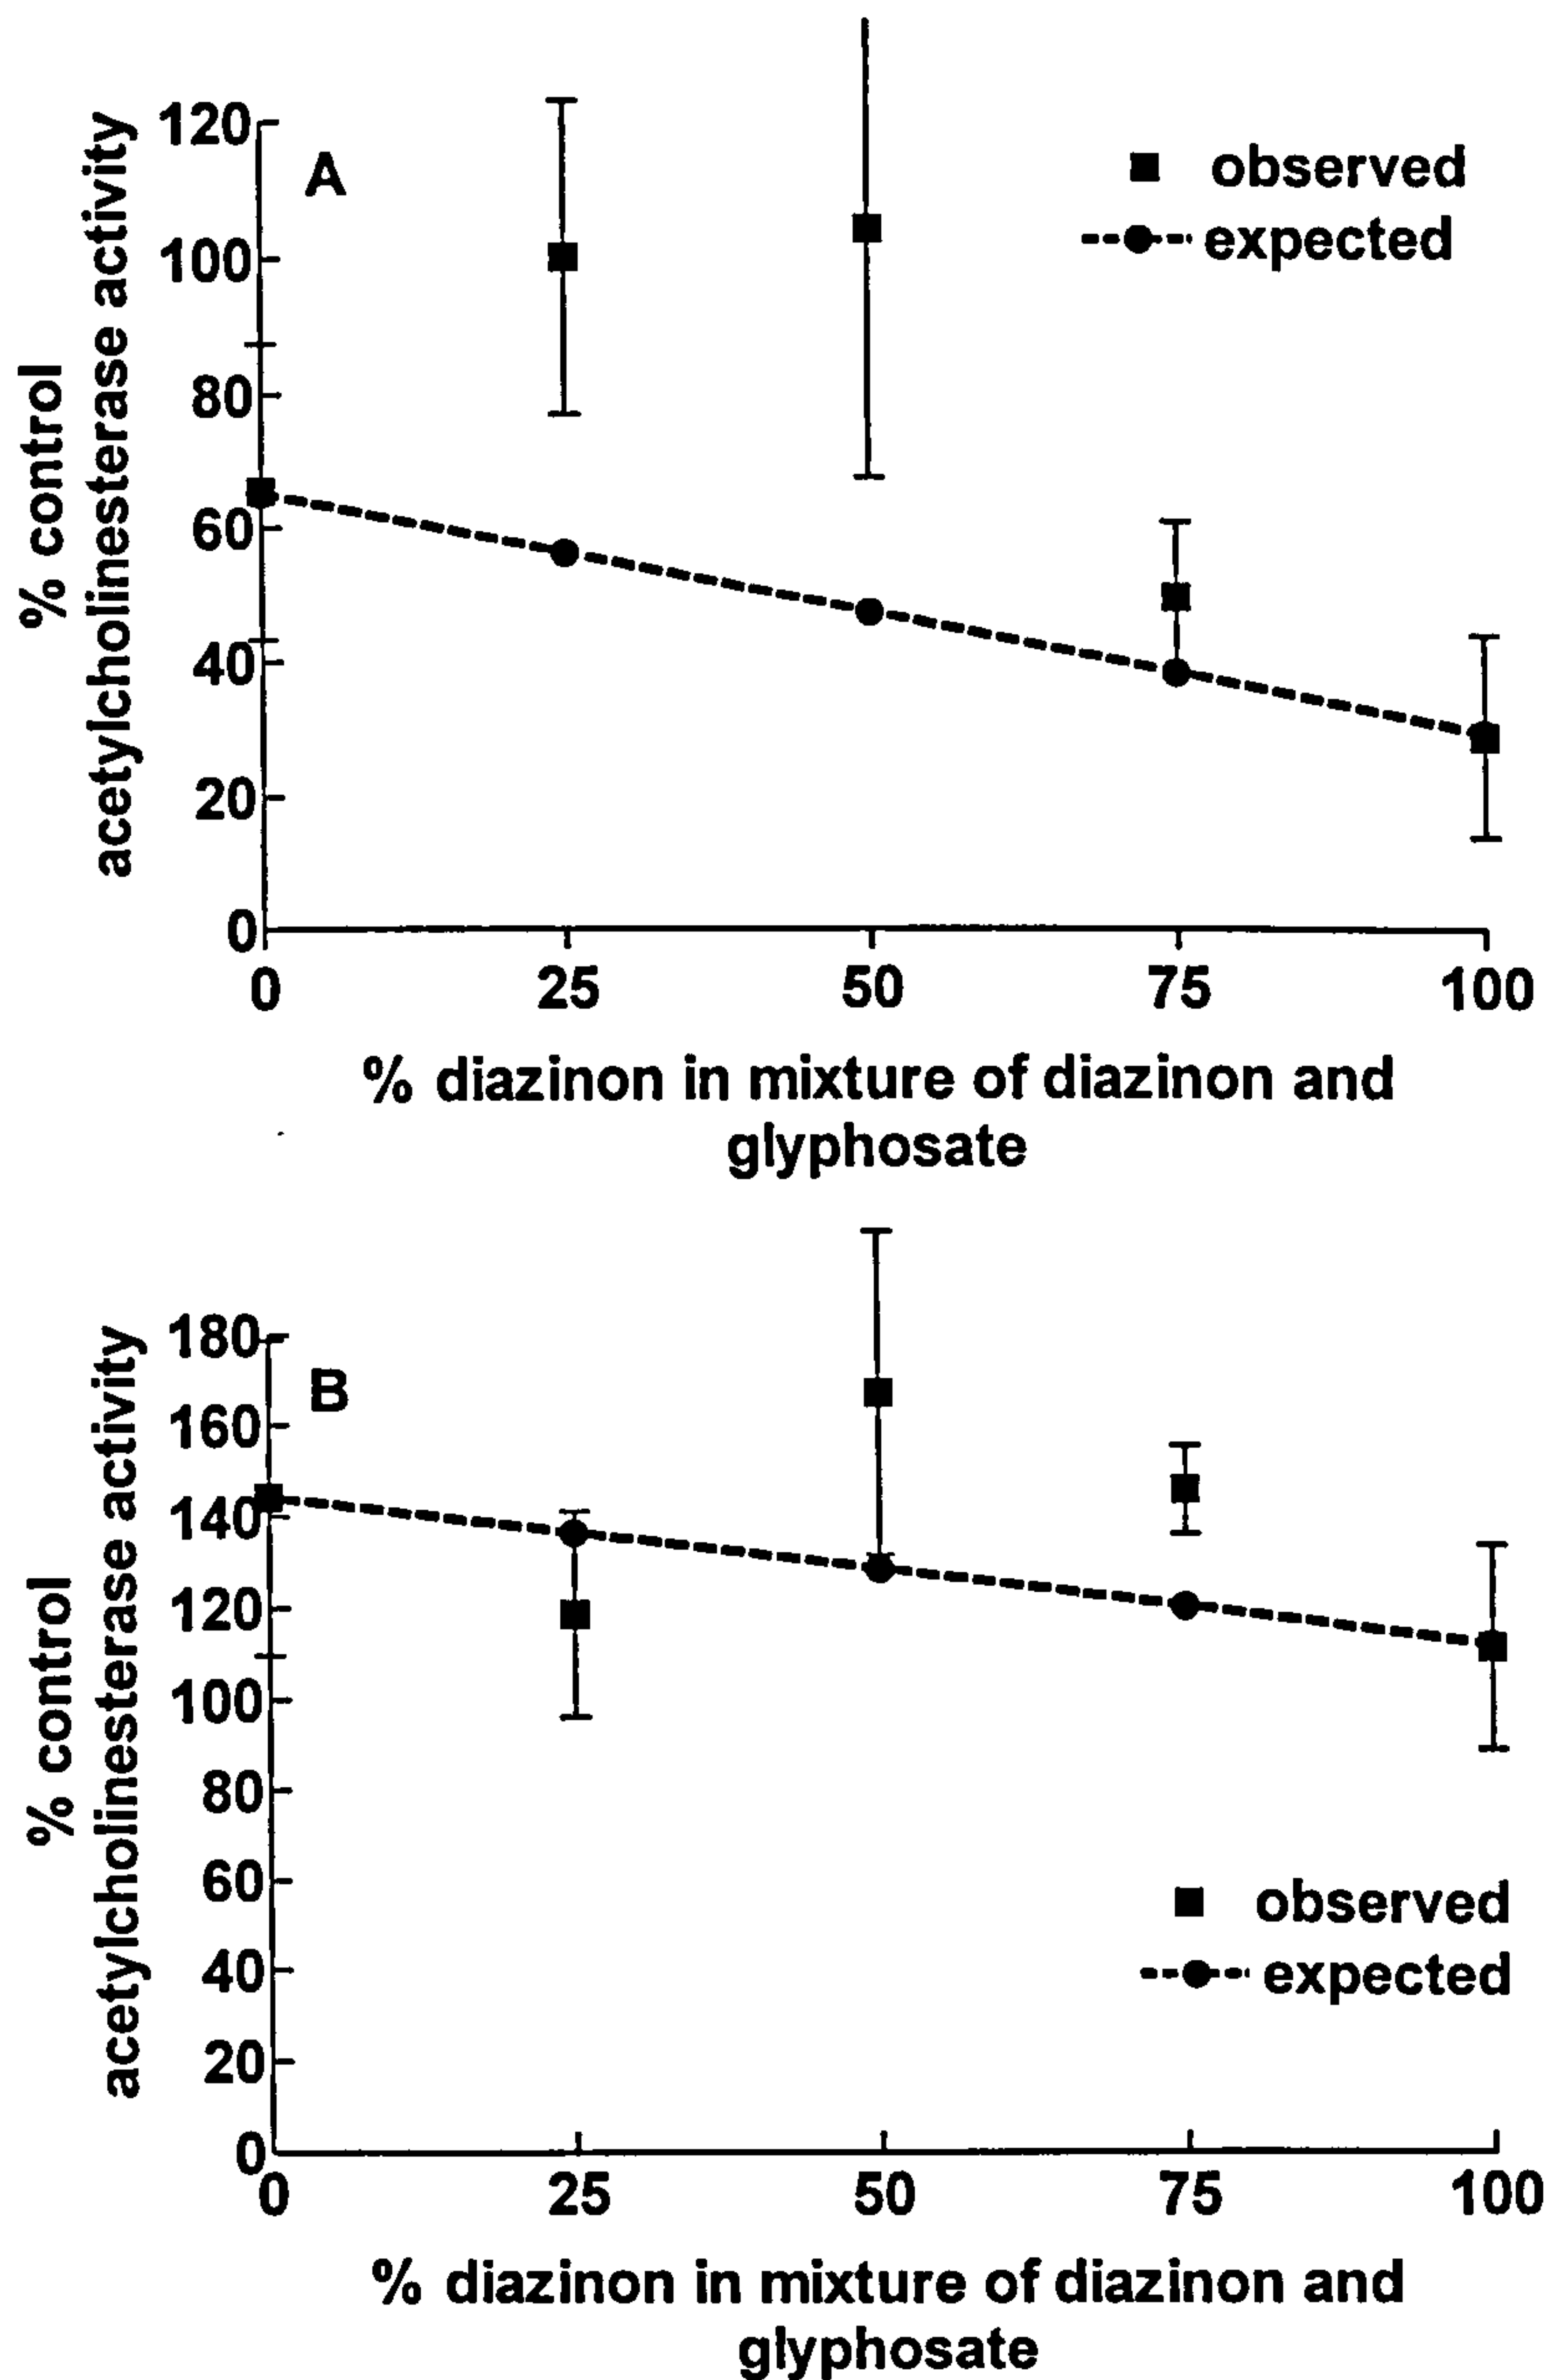 120
100
80
60
40
20
0
% control
acetylcholinesterase activity
A
observed
expected
0 25 50 75 100
% diazinon in mixture of diazinon and
glyphosate
180
160
140
120
100
80
60
40
20
0
% control
acetylcholinesterase activity
B
observed
expected
0 25 50 75 100
% diazinon in mixture of diazinon and
glyphosate